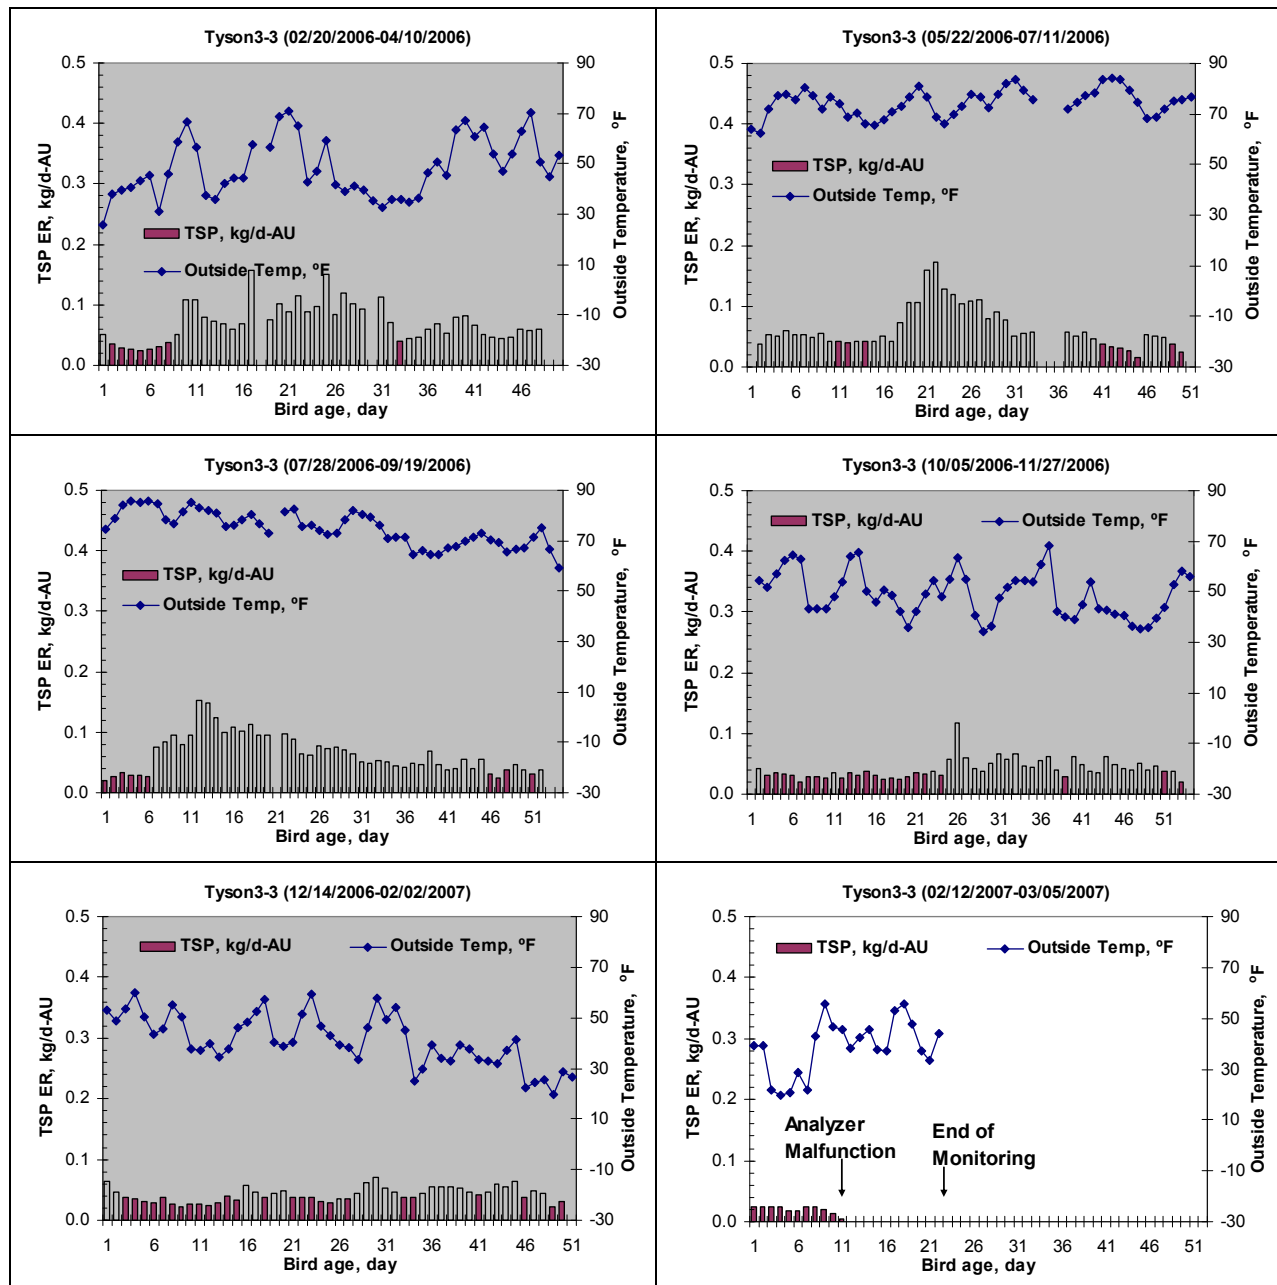 Tyson3-3 (02/20/2006-04/10/2006)
0.5
0.4
0.3
0.2
0.1
0.0
TSP ER, kg/d-AU
90
70
50
30
10
-10
-30
Outside Temperature, ºF
TSP, kg/d-AU
Outside Temp, ºF
1 6 11 16 21 26 31 36 41 46
Bird age, day
Tyson3-3 (05/22/2006-07/11/2006)
0.5
0.4
0.3
0.2
0.1
0.0
TSP ER, kg/d-AU
90
70
50
30
10
-10
-30
Outside Temperature, ºF
TSP, kg/d-AU
Outside Temp, ºF
1 6 11 16 21 26 31 36 41 46 51
Bird age, day
Tyson3-3 (07/28/2006-09/19/2006)
0.5
0.4
0.3
0.2
0.1
0.0
TSP ER, kg/d-AU
90
70
50
30
10
-10
-30
Outside Temperature, ºF
TSP, kg/d-AU
Outside Temp, ºF
1 6 11 16 21 26 31 36 41 46 51
Bird age, day
Tyson3-3 (10/05/2006-11/27/2006)
0.5
0.4
0.3
0.2
0.1
0.0
TSP ER, kg/d-AU
90
70
50
30
10
-10
-30
Outside Temperature, ºF
TSP, kg/d-AU Outside Temp, ºF
1 6 11 16 21 26 31 36 41 46 51
Bird age, day
Tyson3-3 (12/14/2006-02/02/2007)
0.5
0.4
0.3
0.2
0.1
0.0
TSP ER, kg/d-AU
90
70
50
30
10
-10
-30
Outside Temperature, ºF
TSP, kg/d-AU Outside Temp, ºF
1 6 11 16 21 26 31 36 41 46 51
Bird age, day
Tyson3-3 (02/12/2007-03/05/2007)
0.5
0.4
0.3
0.2
0.1
0.0
TSP ER, kg/d-AU
90
70
50
30
10
-10
-30
Outside Temperature, ºF
TSP, kg/d-AU Outside Temp, ºF
Analyzer
Malfunction
End of
Monitoring
1 6 11 16 21 26 31 36 41 46 51
Bird age, day